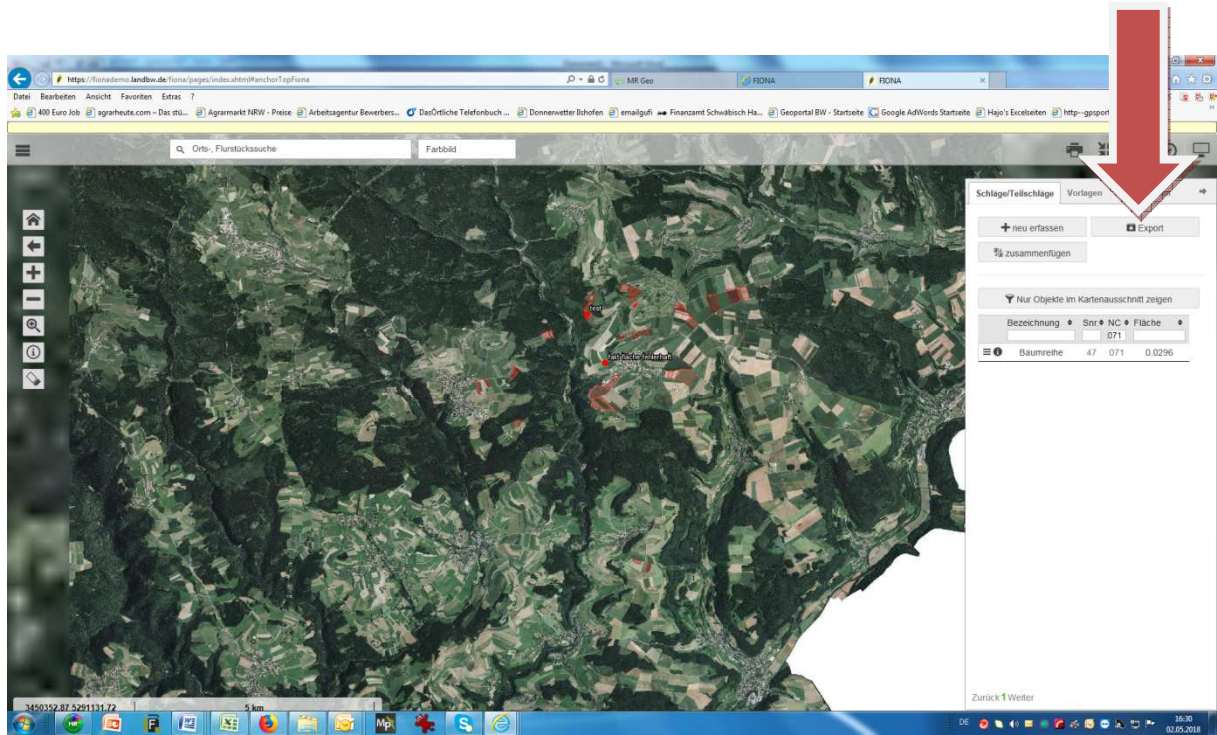 https://fionademo.landbw.de/fiona/pages/index.xhtml#anchorTopFiona
MR Geo
FIONA
FIONA
Datei Bearbeiten Ansicht Favoriten Extras ?
400 Euro Job
agrarheute.com – Das stü...
Agrarmarkt NRW - Preise
Arbeitsagentur Bewerbers...
DasÖrtliche Telefonbuch ...
Donnerwetter Ilshofen
emailgufi
Finanzamt Schwäbisch Ha...
Geoportal BW - Startseite
Google AdWords Startseite
Hajo's Excelseiten
http--gpsport
Orts-, Flurstückssuche
Farbbild
Schläge/Teilschläge
Vorlagen
neu erfassen
Export
zusammenfügen
Nur Objekte im Kartenausschnitt zeigen
Bezeichnung Snr. NC Fläche
071
Baumreihe 47 071 0.0296
test
Zurück 1 Weiter
3450352.87 5291131.72
5 km
DE
16:30
02.05.2018